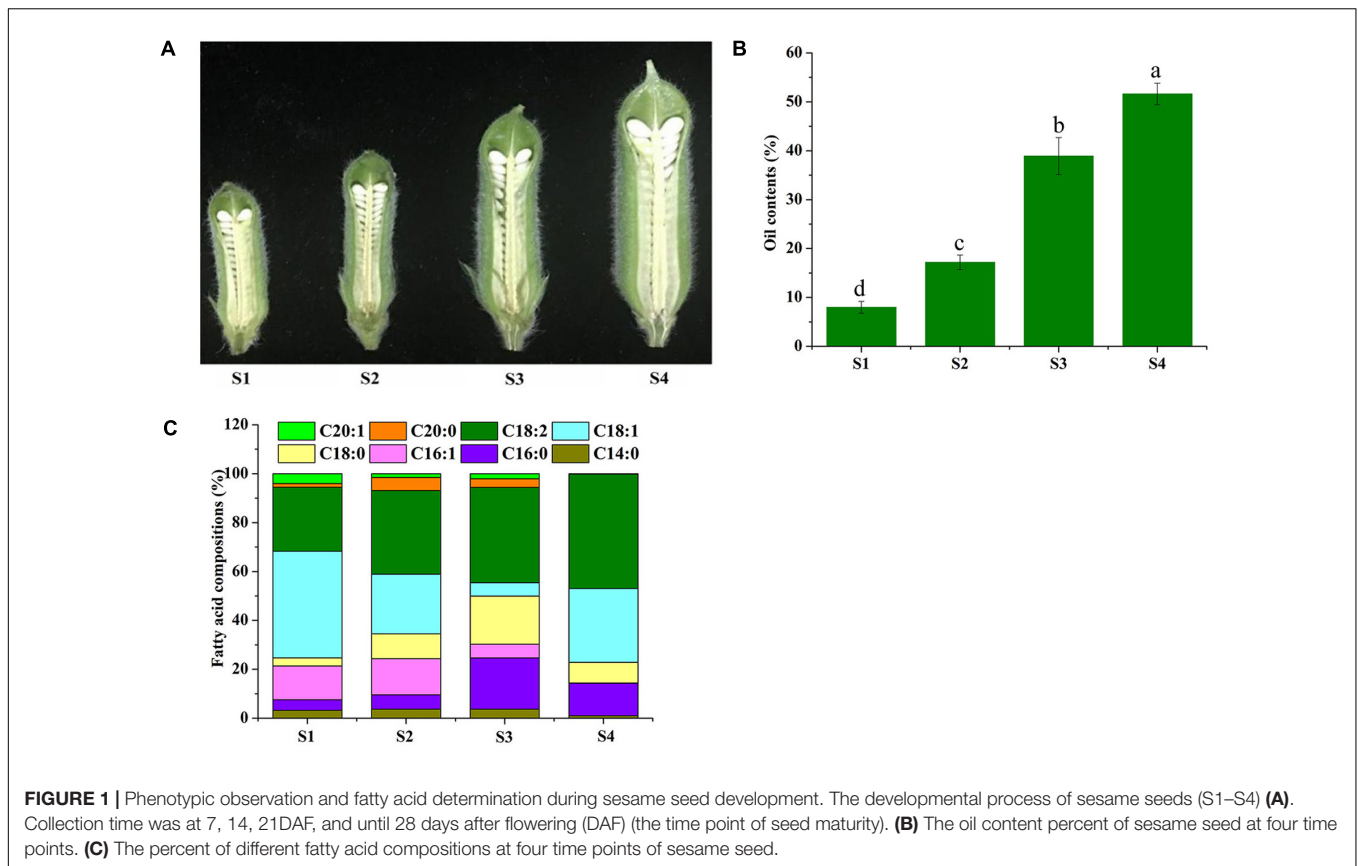 A
S1 S2 S3 S4
B
Oil contents (%)
60
50
40
30
20
10
0
d
c
b
a
S1 S2 S3 S4
C
Fatty acid compositions (%)
120
100
80
60
40
20
0
C20:1 C20:0 C18:2 C18:1
C18:0 C16:1 C16:0 C14:0
S1 S2 S3 S4
FIGURE 1 | Phenotypic observation and fatty acid determination during sesame seed development. The developmental process of sesame seeds (S1–S4) (A).
Collection time was at 7, 14, 21DAF, and until 28 days after flowering (DAF) (the time point of seed maturity). (B) The oil content percent of sesame seed at four time
points. (C) The percent of different fatty acid compositions at four time points of sesame seed.